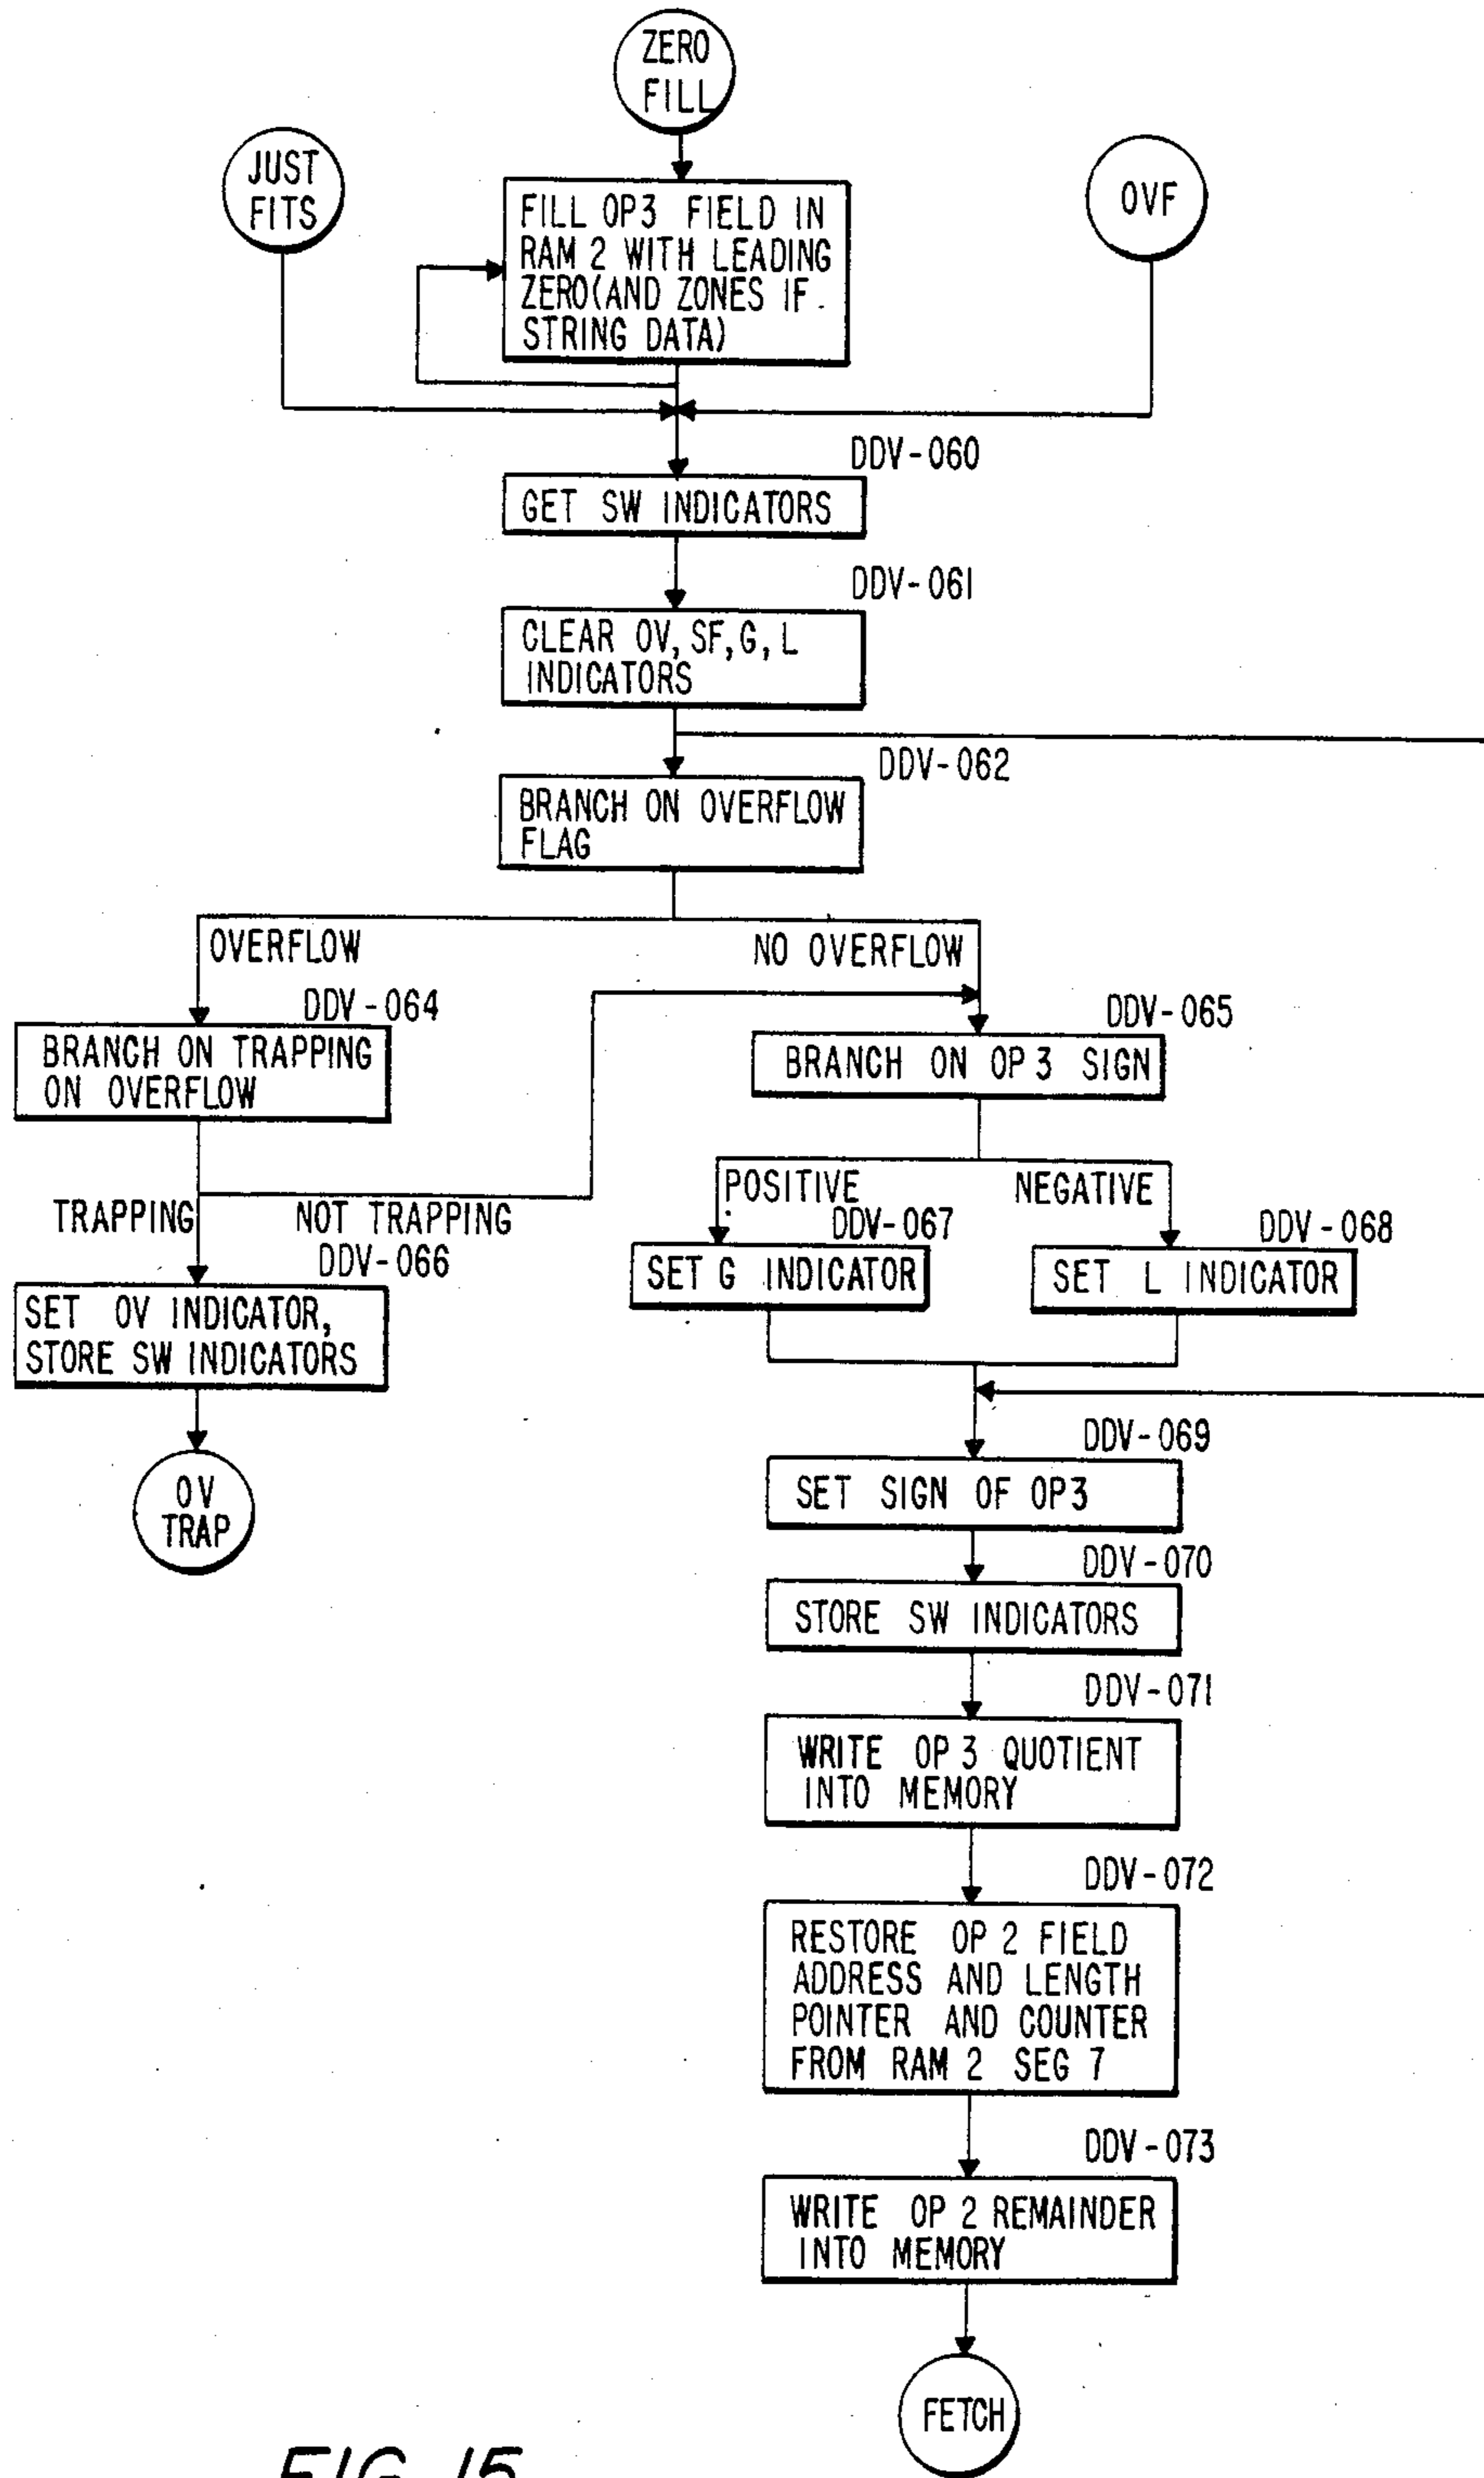 ZERO
FILL
JUST
FITS
OVF
FILL OP3 FIELD IN
RAM 2 WITH LEADING
ZERO(AND ZONES IF
STRING DATA)
DDV-060
GET SW INDICATORS
DDV-061
CLEAR OV, SF, G, L
INDICATORS
DDV-062
BRANCH ON OVERFLOW
FLAG
OVERFLOW
NO OVERFLOW
DDV-064
BRANCH ON TRAPPING
ON OVERFLOW
DDV-065
BRANCH ON OP 3 SIGN
TRAPPING
NOT TRAPPING
POSITIVE
NEGATIVE
DDV-066
SET OV INDICATOR,
STORE SW INDICATORS
DDV-067
SET G INDICATOR
DDV-068
SET L INDICATOR
OV
TRAP
DDV-069
SET SIGN OF OP3
DDV-070
STORE SW INDICATORS
DDV-071
WRITE OP 3 QUOTIENT
INTO MEMORY
DDV-072
RESTORE OP 2 FIELD
ADDRESS AND LENGTH
POINTER AND COUNTER
FROM RAM 2 SEG 7
DDV-073
WRITE OP 2 REMAINDER
INTO MEMORY
FETCH
FIG. 15